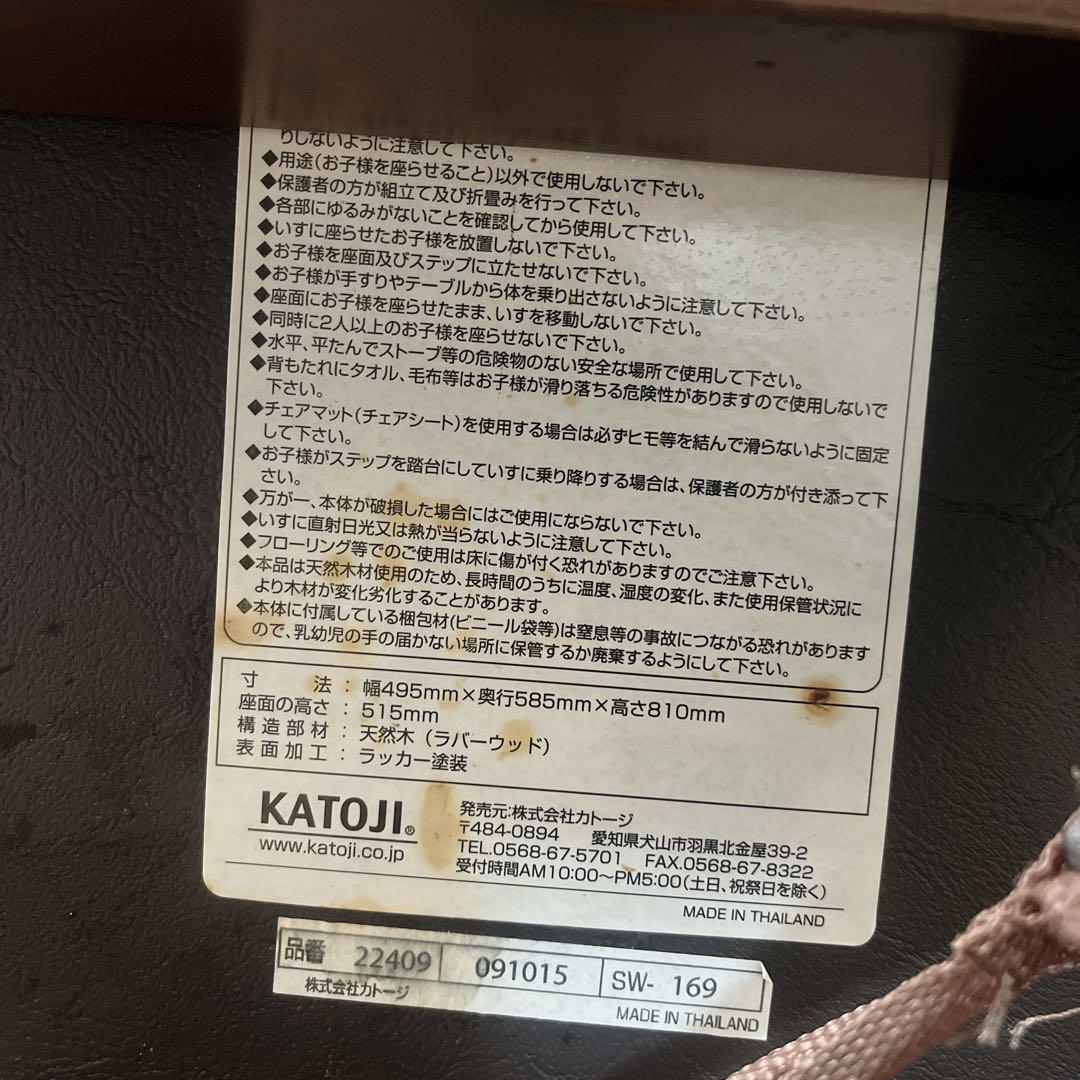 りしないように注意して下さい。
◆用途(お子様を座らせること)以外で使用しないで下さい。
◆保護者の方が組立て及び折畳みを行って下さい。
◆各部にゆるみがないことを確認してから使用して下さい。
◆いすに座らせたお子様を放置しないで下さい。
◆お子様を座面及びステップに立たせないで下さい。
◆お子様が手すりやテーブルから体を乗り出さないように注意して下さい。
◆座面にお子様を座らせたまま、いすを移動しないで下さい。
◆同時に2人以上のお子様を座らせないで下さい。
◆水平、平たんでストーブ等の危険物のない安全な場所で使用して下さい。
◆背もたれにタオル、毛布等はお子様が滑り落ちる危険性がありますので使用しないで
下さい。
◆チェアマット(チェアシート)を使用する場合は必ずヒモ等を結んで滑らないように固定
して下さい。
◆お子様がステップを踏台にしていすに乗り降りする場合は、保護者の方が付き添って下
さい。
◆万が一、本体が破損した場合にはご使用にならないで下さい。
◆いすに直射日光又は熱が当らないように注意して下さい。
◆フローリング等でのご使用は床に傷が付く恐れがありますのでご注意下さい。
◆本品は天然木材使用のため、長時間のうちに温度、湿度の変化、また使用保管状況に
より木材が変化劣化することがあります。
◆本体に付属している梱包材(ビニール袋等)は窒息等の事故につながる恐れがあります
ので、乳幼児の手の届かない場所に保管するか廃棄するようにして下さい。
寸 法 : 幅495mm×奥行585mm×高さ810mm
座面の高さ : 515mm
構造部材 : 天然木 (ラバーウッド)
表面加工 : ラッカー塗装
KATOJI®
www.katoji.co.jp
発売元:株式会社カトージ
〒484-0894 愛知県犬山市羽黒北金屋39-2
TEL.0568-67-5701 FAX.0568-67-8322
受付時間AM10:00〜PM5:00(土日、祝祭日を除く)
MADE IN THAILAND
品番 22409 091015 SW- 169
株式会社カトージ
MADE IN THAILAND